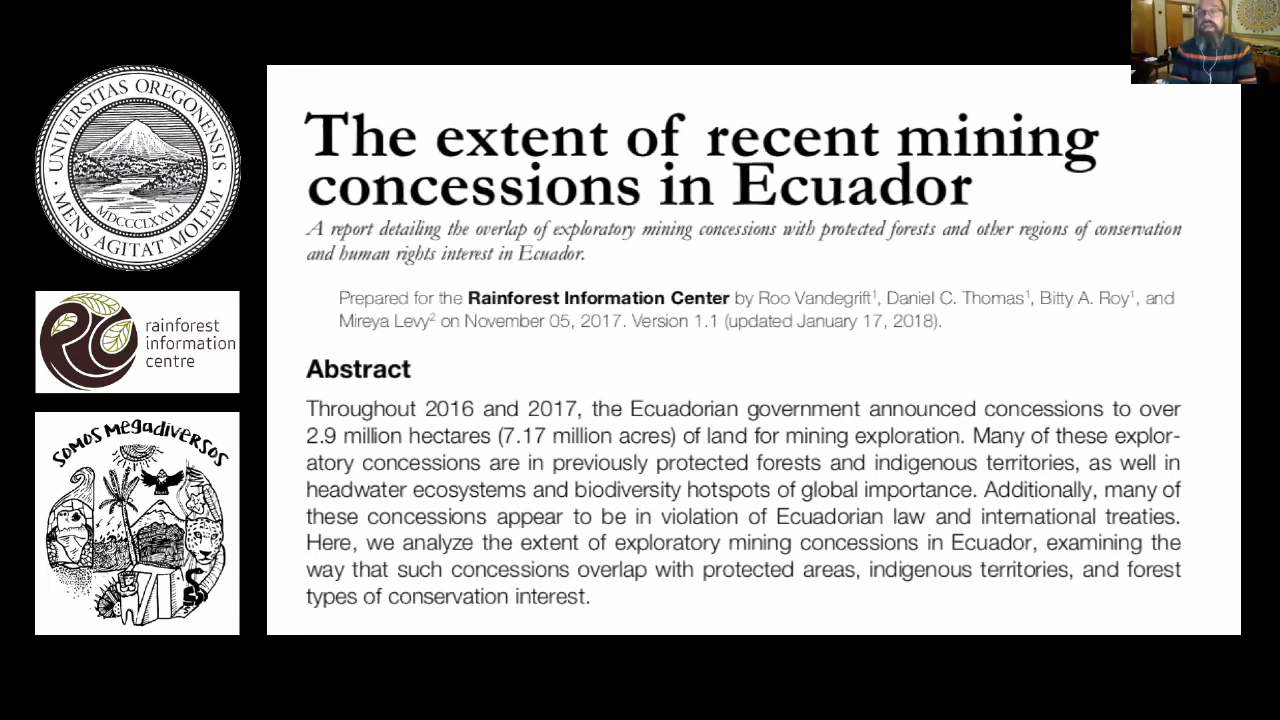 UNIVERSITAS OREGONENSIS
MENS AGITAT MOLEM
MDCCCLXXVI
rainforest
information
centre
SOMOS MEGADIVERSOS
The extent of recent mining
concessions in Ecuador
A report detailing the overlap of exploratory mining concessions with protected forests and other regions of conservation
and human rights interest in Ecuador.
Prepared for the Rainforest Information Center by Roo Vandegrift¹, Daniel C. Thomas¹, Bitty A. Roy¹, and
Mireya Levy² on November 05, 2017. Version 1.1 (updated January 17, 2018).
Abstract
Throughout 2016 and 2017, the Ecuadorian government announced concessions to over
2.9 million hectares (7.17 million acres) of land for mining exploration. Many of these explor-
atory concessions are in previously protected forests and indigenous territories, as well in
headwater ecosystems and biodiversity hotspots of global importance. Additionally, many of
these concessions appear to be in violation of Ecuadorian law and international treaties.
Here, we analyze the extent of exploratory mining concessions in Ecuador, examining the
way that such concessions overlap with protected areas, indigenous territories, and forest
types of conservation interest.